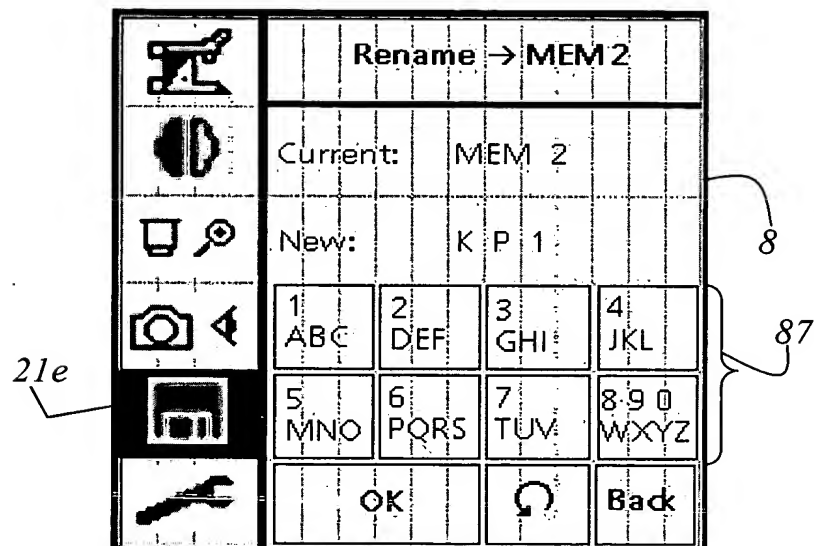 Rename → MEM 2
Current: MEM 2
8
New: K P 1
1 2 3 4
ABC DEF GHI JKL
87
21e
5 6 7 8 9 0
MNO PQRS TUV WXYZ
OK Back